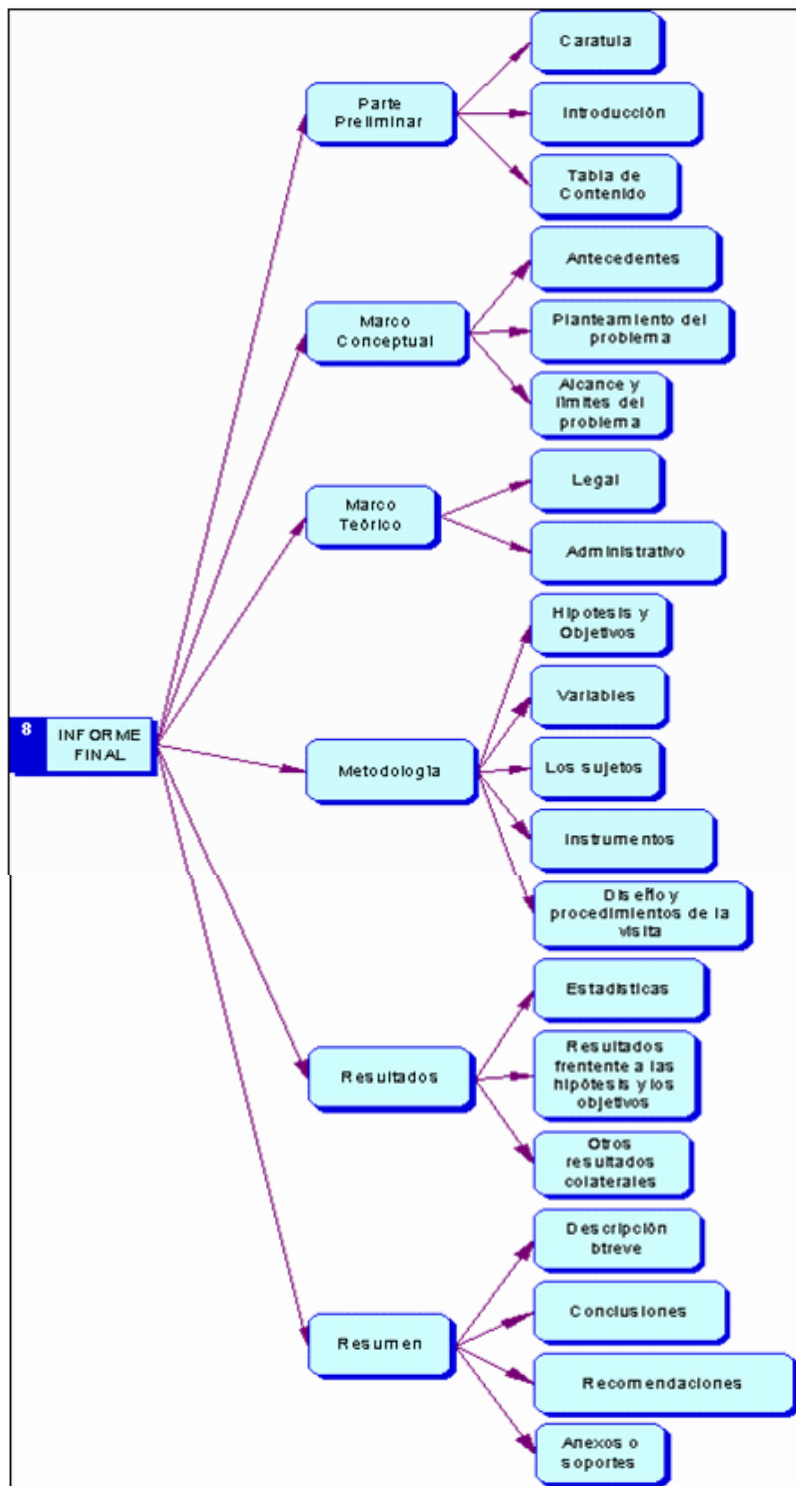 Caratula
Parte
Preliminar
Introducción
Tabla de
Contenido
Antecedentes
Marco
Conceptual
Planteamiento del
problema
Alcance y
límites del
problema
Marco
Teórico
Legal
Administrativo
8
INFORME
FINAL
Metodología
Hipotesis y
Objetivos
Variables
Los sujetos
Instrumentos
Diseño y
procedimientos de la
visita
Resultados
Estadísticas
Resultados
frentente a las
hipótesis y los
objetivos
Otros
resultados
colaterales
Resumen
Descripción
btreve
Conclusiones
Recomendaciones
Anexos o
soportes